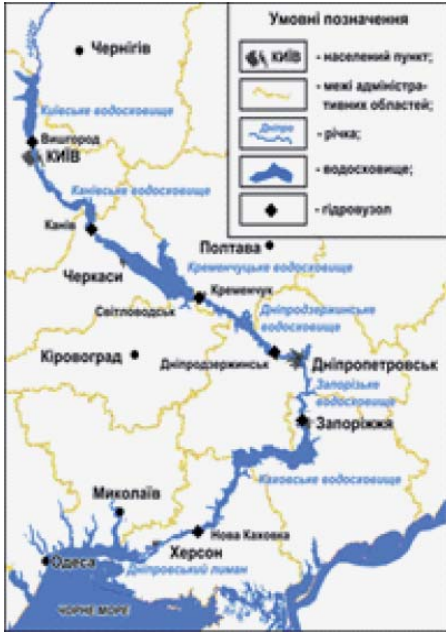 Умовні позначення
КИЇВ
- населений пункт;
- межі адміністра-
тивних областей;
Дніпро
- річка;
- водосховище;
- гідровузол
Чернігів
Київське водосховище
Вишгород
КИЇВ
Канівське водосховище
Канів
Полтава
Черкаси
Кременчуцьке водосховище
Кременчук
Світловодськ
Дніпродзержинське
водосховище
Кіровоград
Дніпродзержинськ
Дніпропетровськ
Запорізьке
водосховище
Запоріжжя
Каховське водосховище
Миколаїв
Нова Каховка
Херсон
Одеса
Дніпровський лиман
ЧОРНЕ МОРЕ